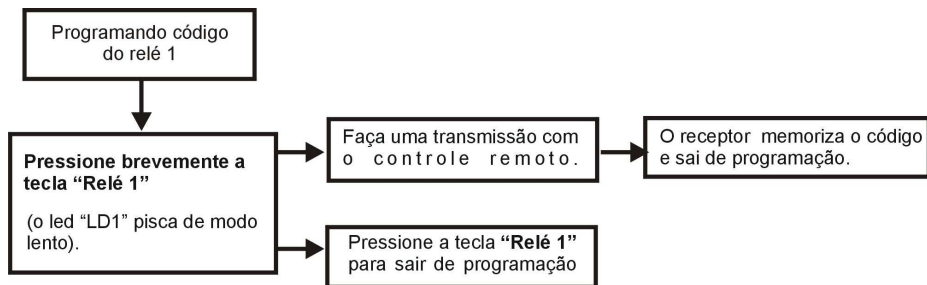 Programando código
do relé 1
Pressione brevemente a
tecla “Relé 1”
(o led “LD1” pisca de modo
lento).
Faça uma transmissão com
o controle remoto.
O receptor memoriza o código
e sai de programação.
Pressione a tecla “Relé 1”
para sair de programação